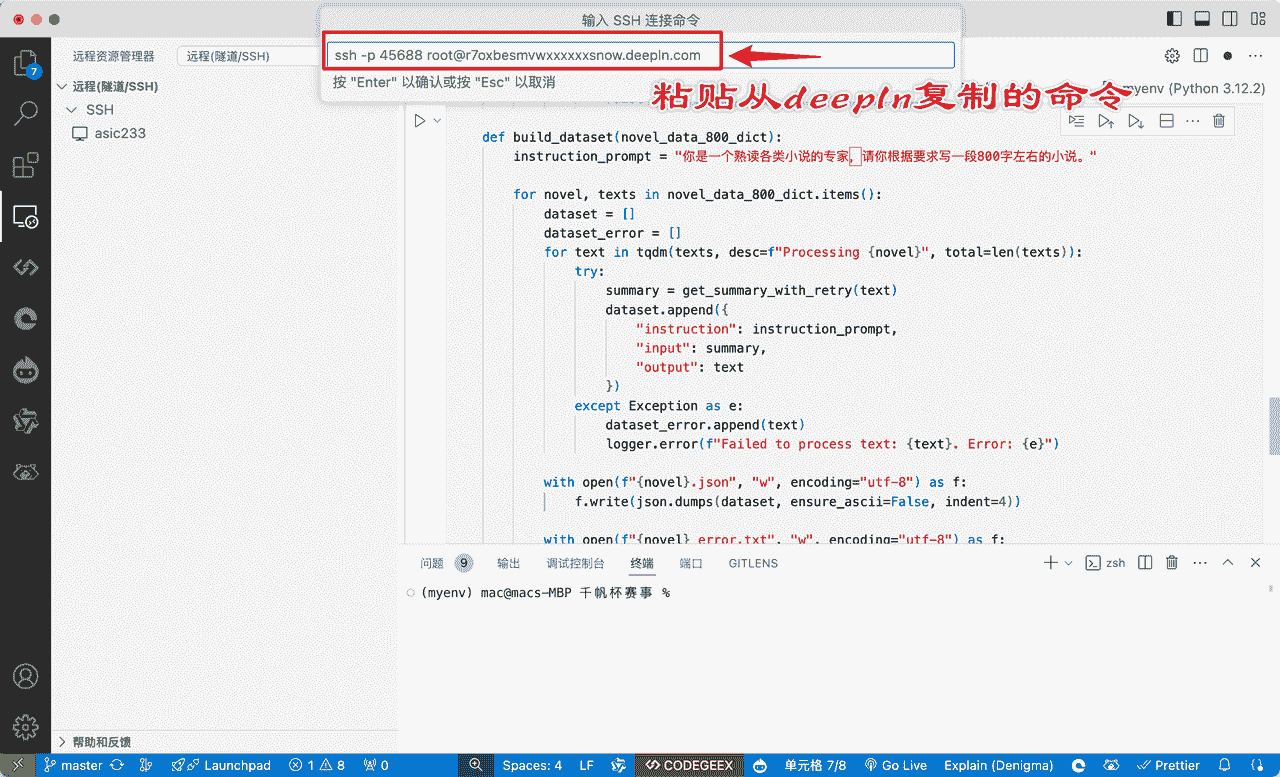 输入 SSH 连接命令
远程资源管理器
远程(隧道/SSH)
ssh -p 45688 root@r7oxbesmvwxxxxxxsnow.deepln.com
按 "Enter" 以确认或按 "Esc" 以取消
粘贴从deepln复制的命令
7
远程(隧道/SSH)
SSH
asic233
myenv (Python 3.12.2)
def build_dataset(novel_data_800_dict):
instruction_prompt = "你是一个熟读各类小说的专家，请你根据要求写一段800字左右的小说。"
for novel, texts in novel_data_800_dict.items():
dataset = []
dataset_error = []
for text in tqdm(texts, desc=f"Processing {novel}", total=len(texts)):
try:
summary = get_summary_with_retry(text)
dataset.append({
"instruction": instruction_prompt,
"input": summary,
"output": text
})
except Exception as e:
dataset_error.append(text)
logger.error(f"Failed to process text: {text}. Error: {e}")
with open(f"{novel}.json", "w", encoding="utf-8") as f:
f.write(json.dumps(dataset, ensure_ascii=False, indent=4))
with open(f"{novel}_error.txt", "w", encoding="utf-8") as f:
问题 9 输出 调试控制台 终端 端口 GITLENS
zsh
(myenv) mac@macs-MBP 千帆杯赛事 %
帮助和反馈
master Launchpad 1 8 0 Spaces: 4 LF CODEGEEX 单元格 7/8 Go Live Explain (Denigma) Prettier